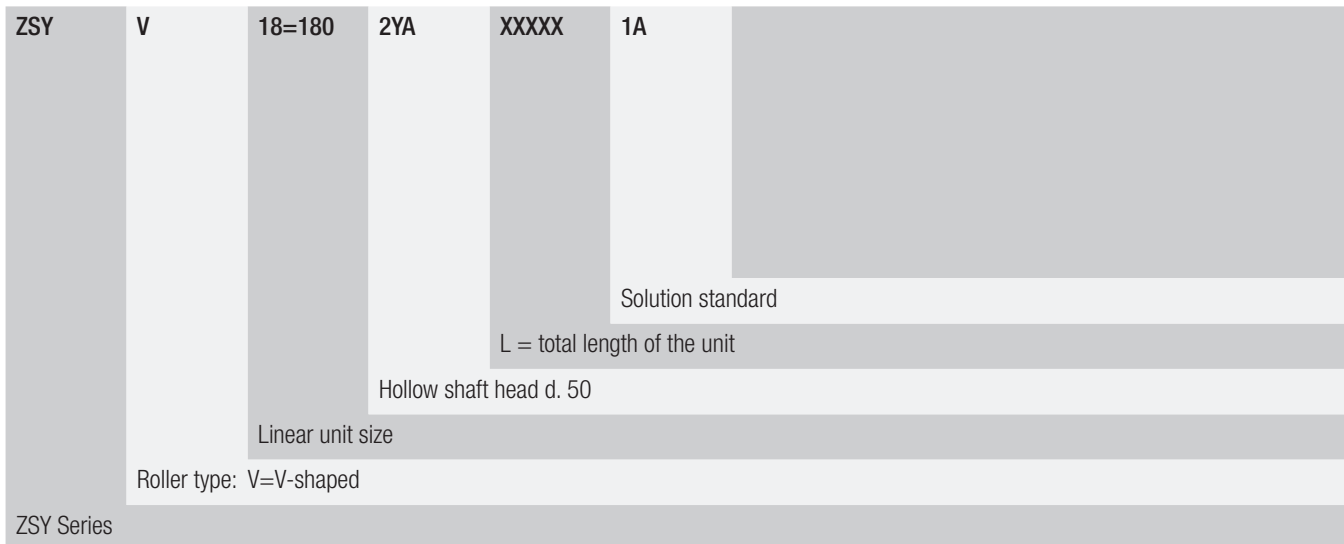 ZSY V 18=180 2YA XXXXX 1A
Solution standard
L = total length of the unit
Hollow shaft head d. 50
Linear unit size
Roller type: V=V-shaped
ZSY Series